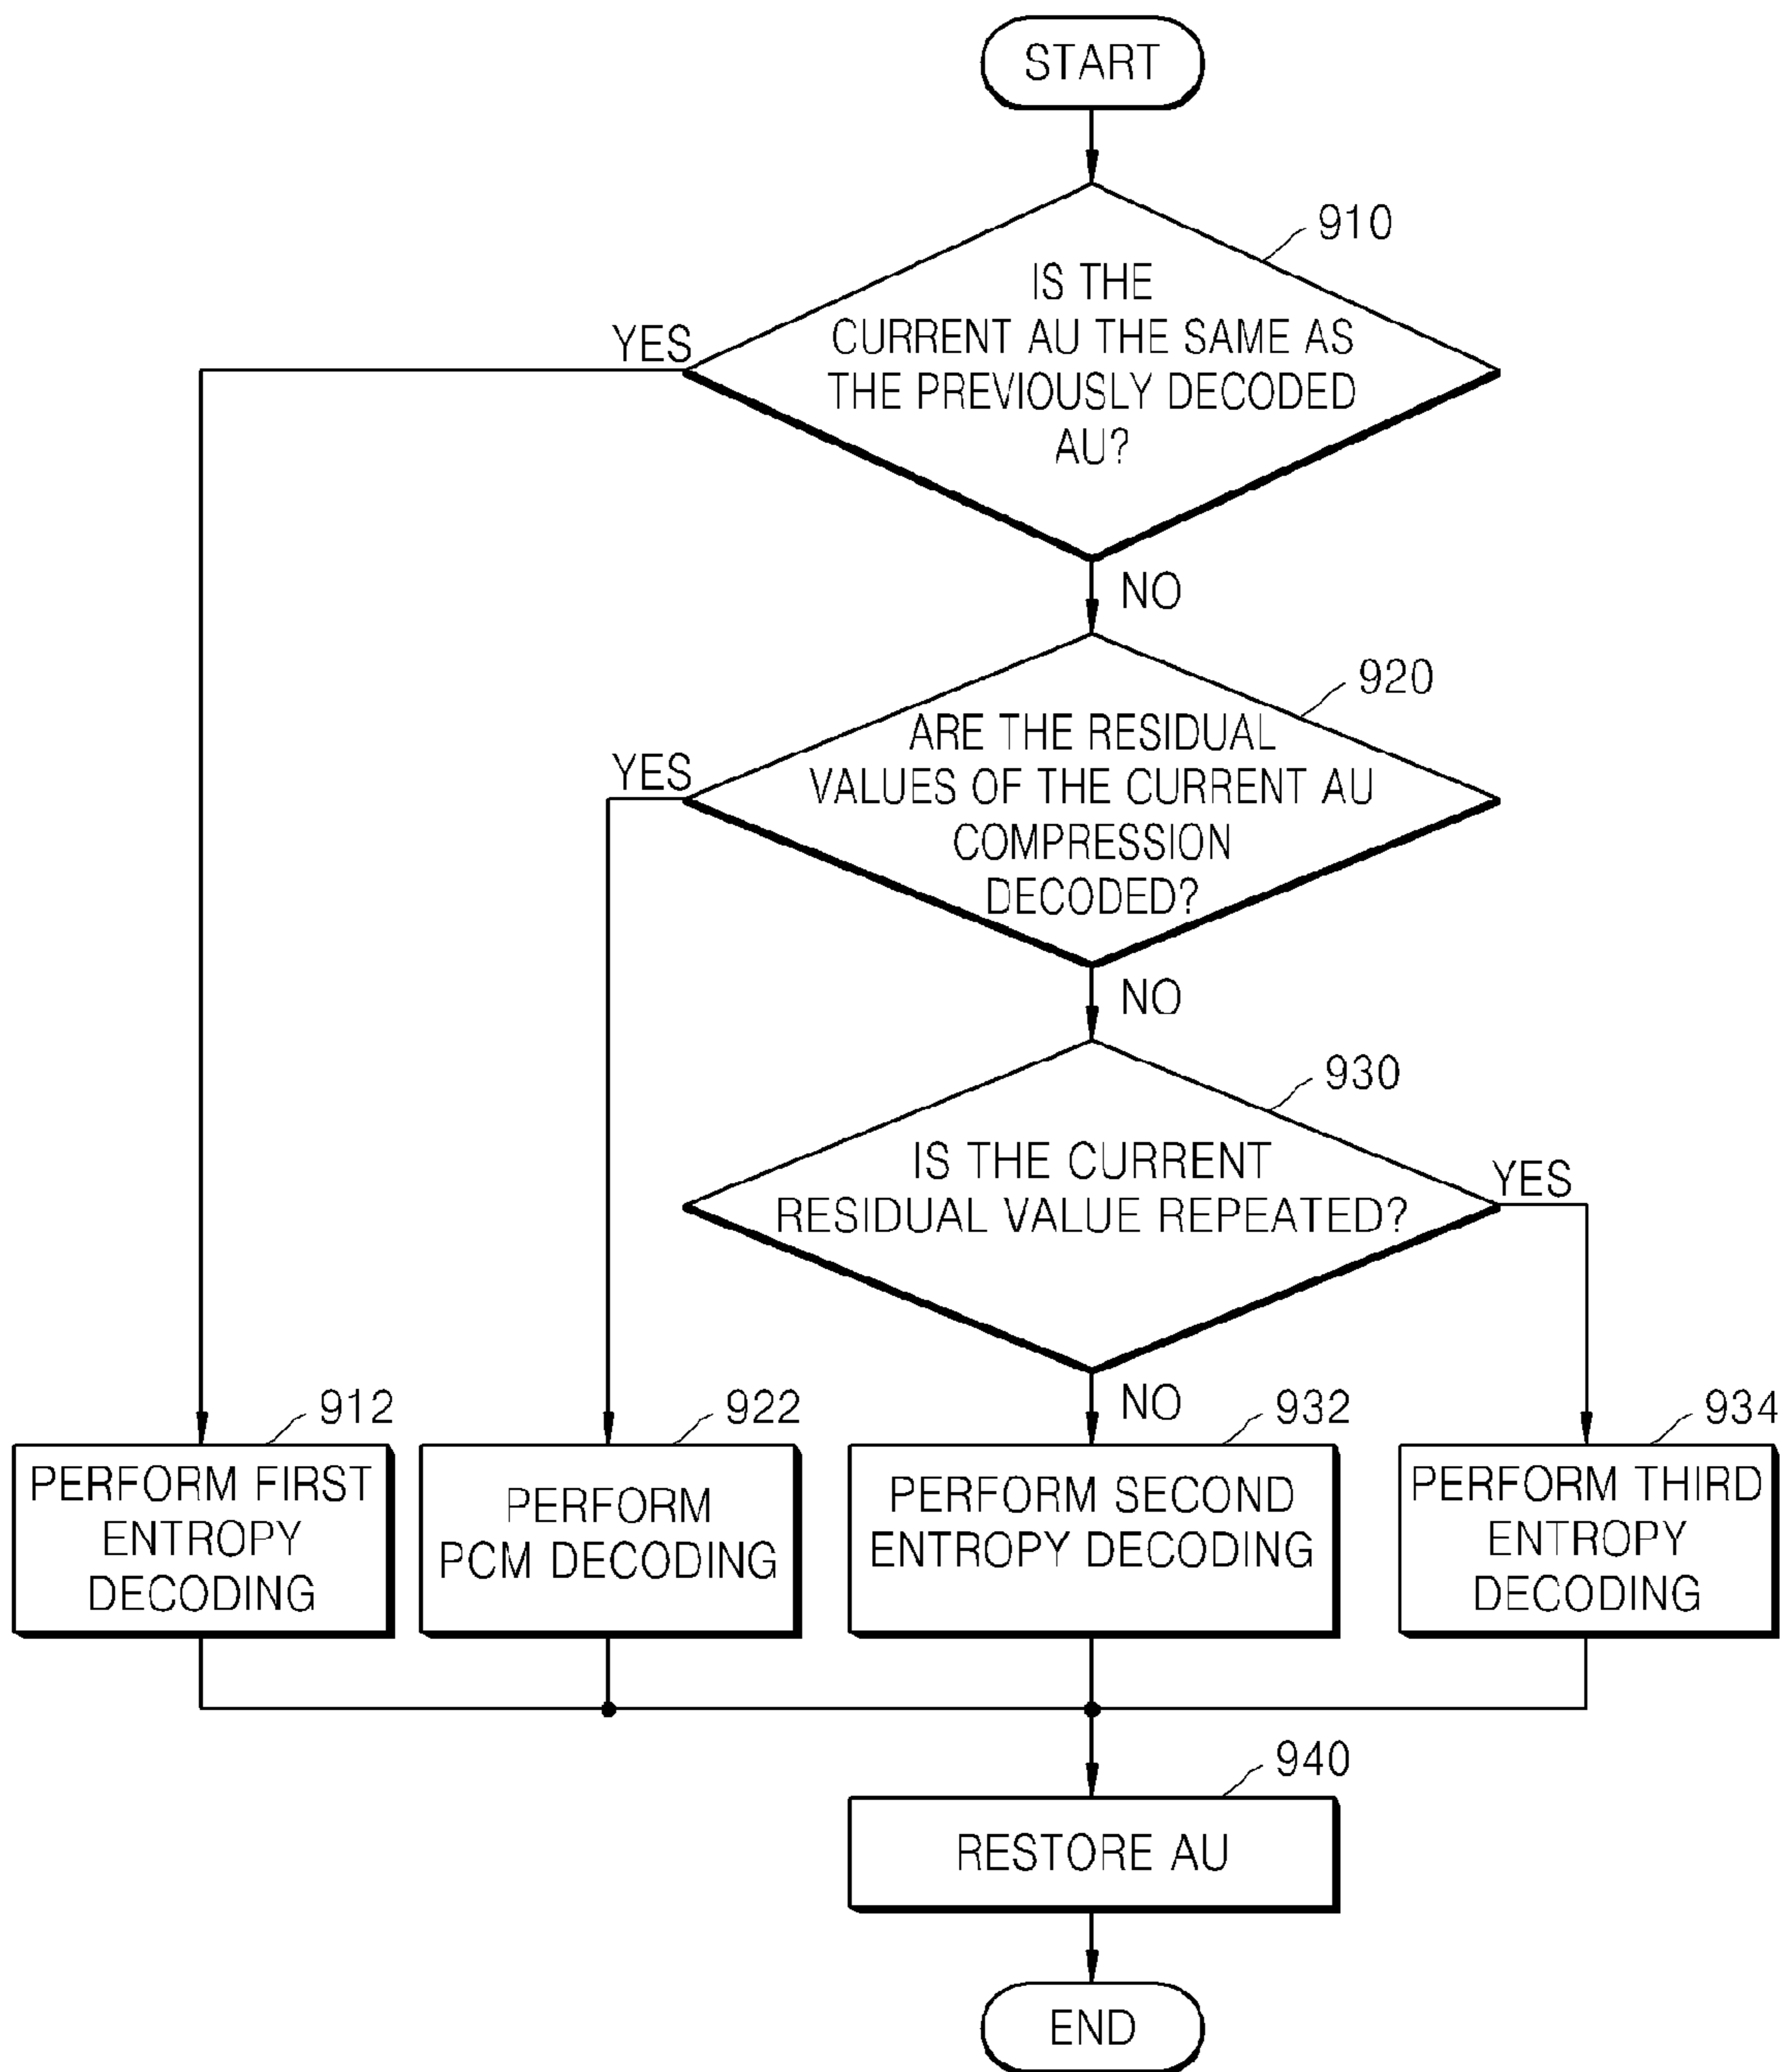 START
910
IS THE
CURRENT AU THE SAME AS
THE PREVIOUSLY DECODED
AU?
YES
NO
920
ARE THE RESIDUAL
VALUES OF THE CURRENT AU
COMPRESSION
DECODED?
YES
NO
930
IS THE CURRENT
RESIDUAL VALUE REPEATED?
YES
NO
912
PERFORM FIRST
ENTROPY
DECODING
922
PERFORM
PCM DECODING
932
PERFORM SECOND
ENTROPY DECODING
934
PERFORM THIRD
ENTROPY
DECODING
940
RESTORE AU
END